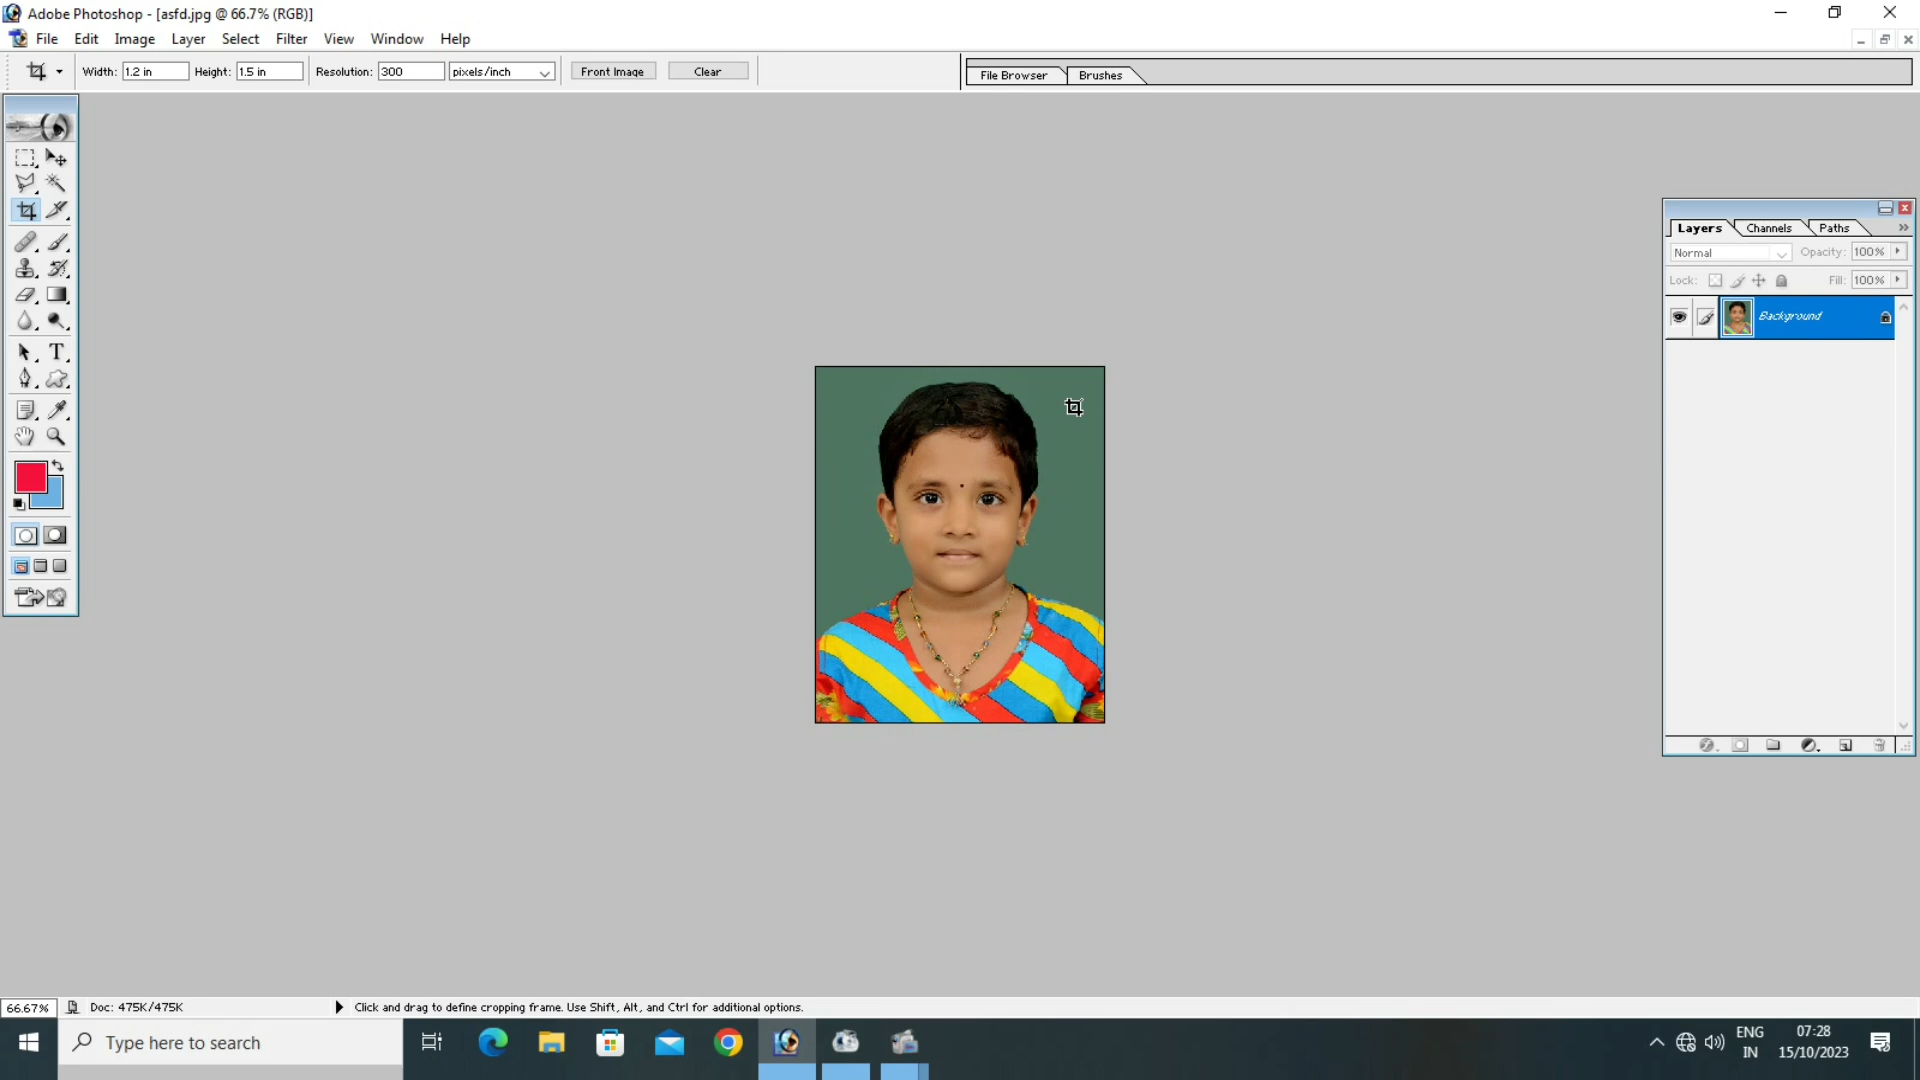 Adobe Photoshop - [asfd.jpg @ 66.7% (RGB)]
File Edit Image Layer Select Filter View Window Help
Width: 1.2 in Height: 1.5 in Resolution: 300 pixels/inch Front Image Clear File Browser Brushes
Layers Channels Paths
Normal Opacity: 100%
Lock: Fill: 100%
Background
T
66.67% Doc: 475K/475K Click and drag to define cropping frame. Use Shift, Alt, and Ctrl for additional options.
Type here to search
ENG
IN
07:28
15/10/2023